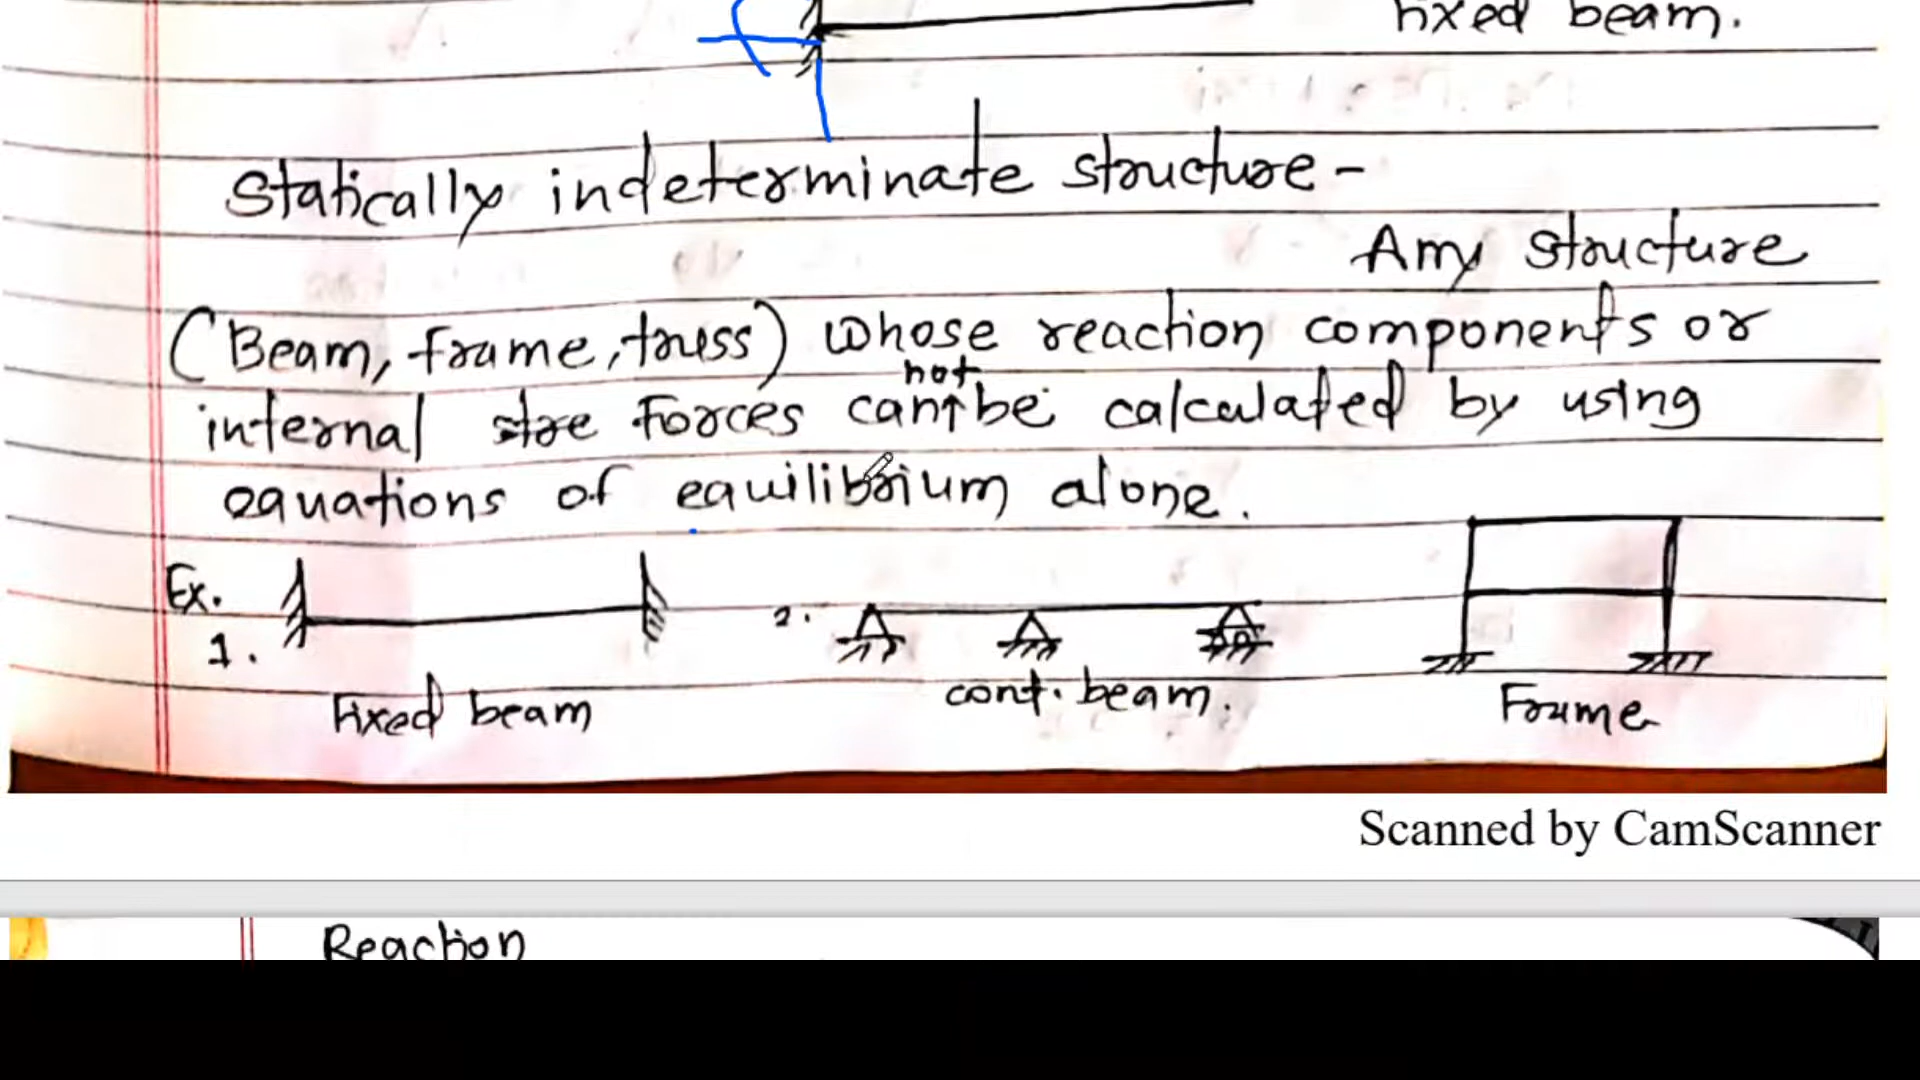 fixed beam.
Statically indeterminate structure -
Any structure
(Beam, frame, truss) whose reaction components or
not
internal stre Forces can be calculated by using
equations of equilibrium alone.
Ex.
1.
2.
Fixed beam
cont. beam.
Frame
Scanned by CamScanner
Reaction